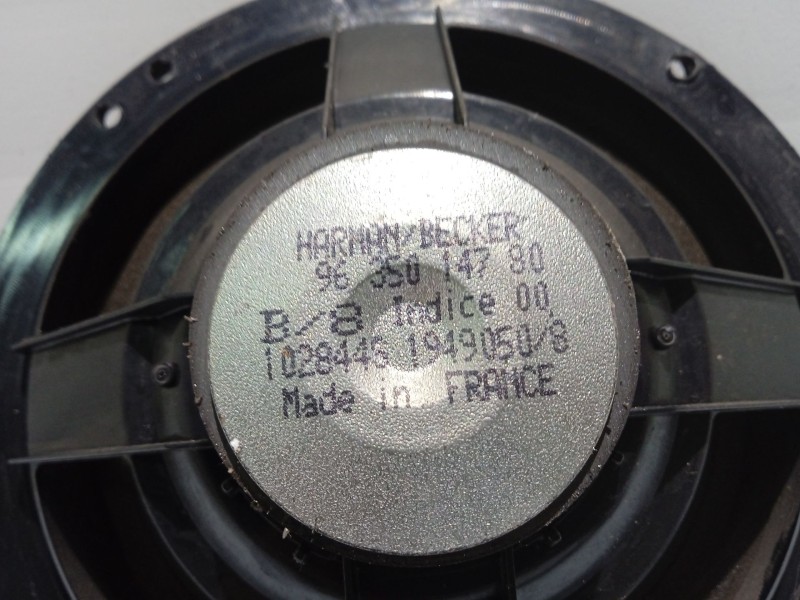 HARMAN/BECKER
96 350 147 80
B/8 Indice 00
1028446 1949050/8
Made in FRANCE